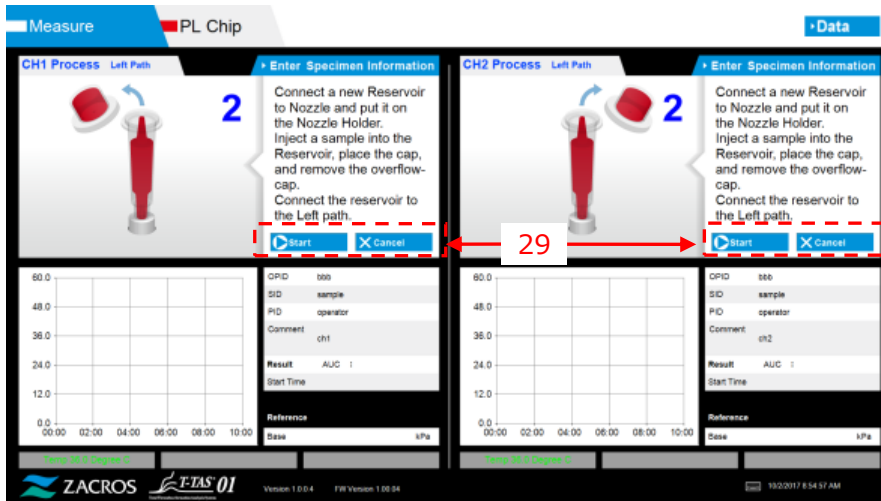 Measure
PL Chip
Data
CH1 Process Left Path
Enter Specimen Information
2
Connect a new Reservoir
to Nozzle and put it on
the Nozzle Holder.
Inject a sample into the
Reservoir, place the cap,
and remove the overflow-
cap.
Connect the reservoir to
the Left path.
Start
Cancel
CH2 Process Left Path
Enter Specimen Information
2
Connect a new Reservoir
to Nozzle and put it on
the Nozzle Holder.
Inject a sample into the
Reservoir, place the cap,
and remove the overflow-
cap.
Connect the reservoir to
the Left path.
Start
Cancel
29
60.0
48.0
36.0
24.0
12.0
0.0
00:00 02:00 04:00 06:00 08:00 10:00
OPID bbb
SID sample
PID operator
Comment
ch1
Result AUC :
Start Time
Reference
Base kPa
60.0
48.0
36.0
24.0
12.0
0.0
00:00 02:00 04:00 06:00 08:00 10:00
OPID bbb
SID sample
PID operator
Comment
ch2
Result AUC :
Start Time
Reference
Base kPa
ZACROS T-TAS 01
Version 1.0.0.4 FW Version 1.00.04
10/2/2017 8:54:57 AM